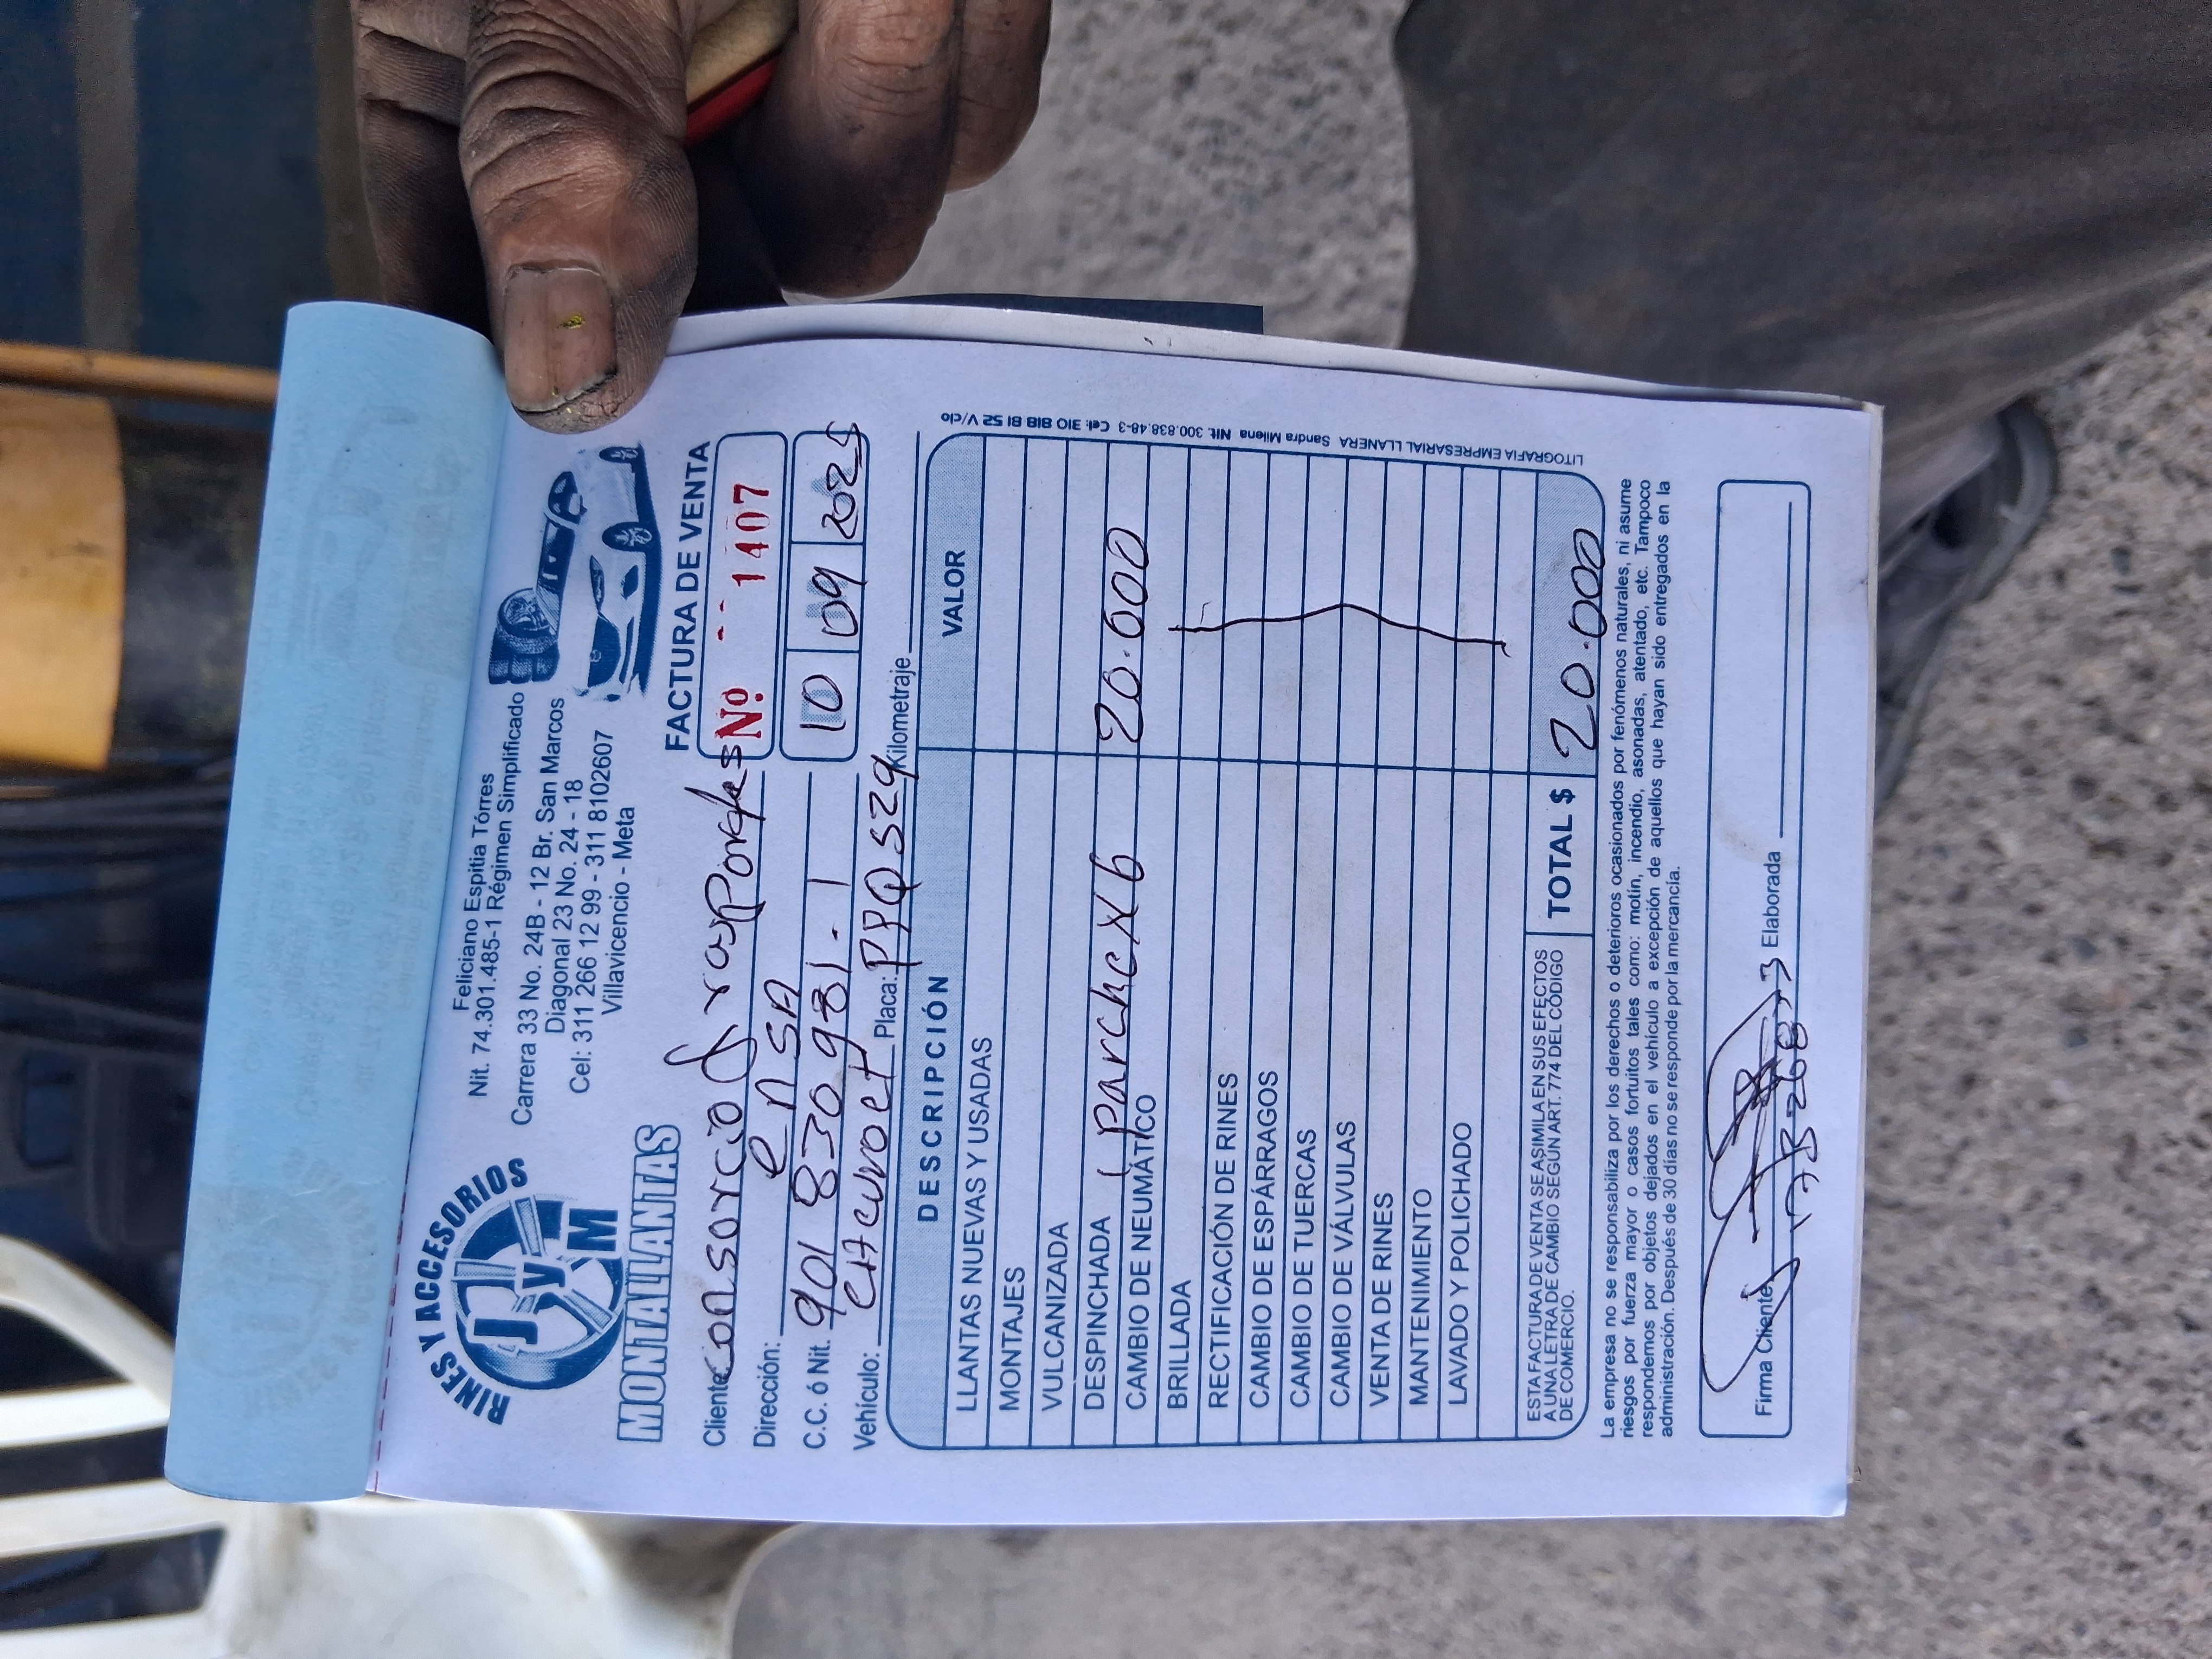 RINES Y ACCESORIOS
J y M
MONTALLANTAS
Feliciano Espitia Tórres
Nit. 74.301.485-1 Régimen Simplificado
Carrera 33 No. 24B - 12 Br. San Marcos
Diagonal 23 No. 24 - 18
Cel: 311 266 12 99 - 311 8102607
Villavicencio - Meta
FACTURA DE VENTA
Nº 1407
Cliente consorcio transportes
Dirección: ensa
10 09 2025
C.C. ó Nit. 901 830 981-1
Vehículo: Placa: PPQ529 Kilometraje
DESCRIPCIÓN VALOR
LLANTAS NUEVAS Y USADAS
MONTAJES
VULCANIZADA
DESPINCHADA 1 Parche x6 20.000
CAMBIO DE NEUMÁTICO
BRILLADA
RECTIFICACIÓN DE RINES
CAMBIO DE ESPÁRRAGOS
CAMBIO DE TUERCAS
CAMBIO DE VÁLVULAS
VENTA DE RINES
MANTENIMIENTO
LAVADO Y POLICHADO
ESTA FACTURA DE VENTA SE ASIMILA EN SUS EFECTOS
A UNA LETRA DE CAMBIO SEGÚN ART. 774 DEL CÓDIGO
DE COMERCIO.
TOTAL $ 20.000
La empresa no se responsabiliza por los derechos o deterioros ocasionados por fenómenos naturales, ni asume
riesgos por fuerza mayor o casos fortuitos tales como: motín, incendio, asonadas, atentado, etc. Tampoco
respondemos por objetos dejados en el vehículo a excepción de aquellos que hayan sido entregados en la
administración. Después de 30 días no se responde por la mercancía.
Firma Cliente Elaborada
LITOGRAFIA EMPRESARIAL LLANERA Sandra Milena Nit. 300.838.48-3 Cel: 310 818 81 52 V/cio